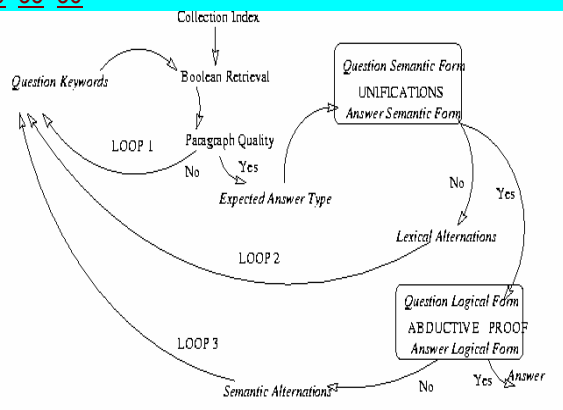 Collection Index
Question Keywords
Boolean Retrieval
Question Semantic Form
UNIFICATIONS
Answer Semantic Form
LOOP 1
Paragraph Quality
No
Yes
Expected Answer Type
No
Yes
Lexical Alternations
LOOP 2
Question Logical Form
ABDUCTIVE PROOF
Answer Logical Form
LOOP 3
Semantic Alternations
No
Yes
Answer